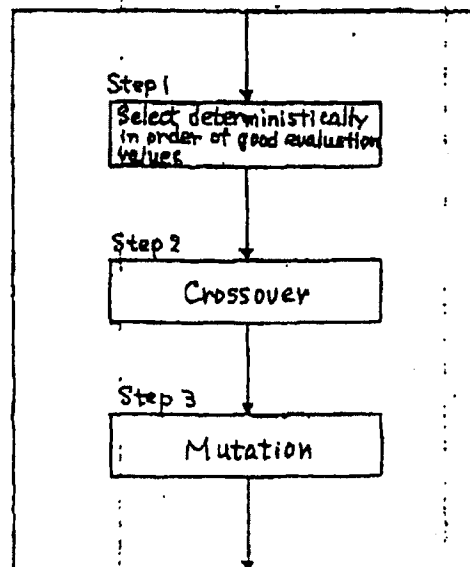 Step 1
Select deterministically
in order of good evaluation
values
Step 2
Crossover
Step 3
Mutation